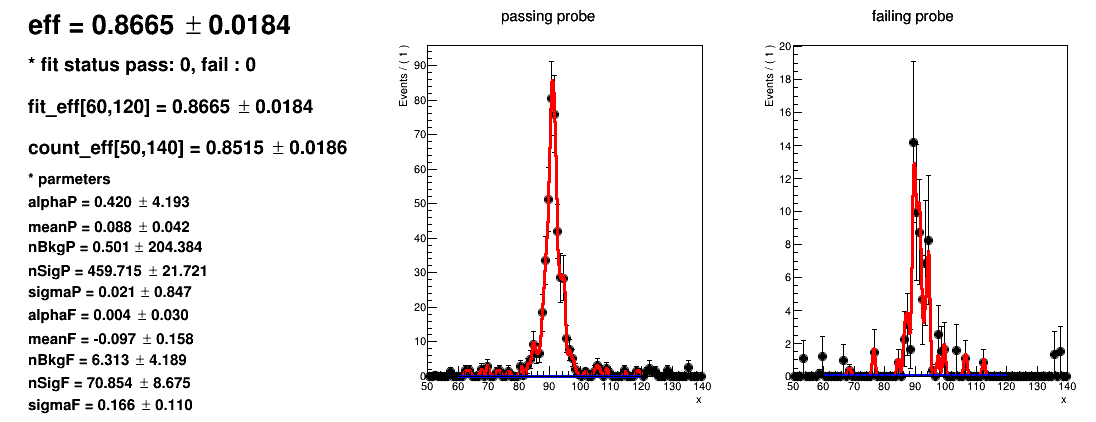 eff = 0.8665 ± 0.0184
* fit status pass: 0, fail : 0
fit_eff[60,120] = 0.8665 ± 0.0184
count_eff[50,140] = 0.8515 ± 0.0186
* parmeters
alphaP = 0.420 ± 4.193
meanP = 0.088 ± 0.042
nBkgP = 0.501 ± 204.384
nSigP = 459.715 ± 21.721
sigmaP = 0.021 ± 0.847
alphaF = 0.004 ± 0.030
meanF = -0.097 ± 0.158
nBkgF = 6.313 ± 4.189
nSigF = 70.854 ± 8.675
sigmaF = 0.166 ± 0.110
passing probe
Events / ( 1 )
90
80
70
60
50
40
30
20
10
0
50 60 70 80 90 100 110 120 130 140
x
failing probe
Events / ( 1 )
20
18
16
14
12
10
8
6
4
2
0
50 60 70 80 90 100 110 120 130 140
x